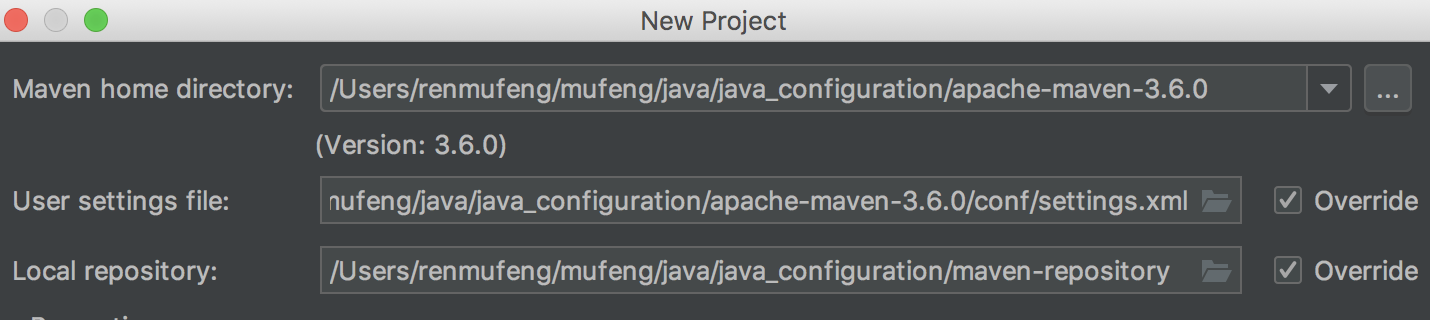 New Project
Maven home directory: /Users/renmufeng/mufeng/java/java_configuration/apache-maven-3.6.0 ...
(Version: 3.6.0)
User settings file: mufeng/java/java_configuration/apache-maven-3.6.0/conf/settings.xml Override
Local repository: /Users/renmufeng/mufeng/java/java_configuration/maven-repository Override